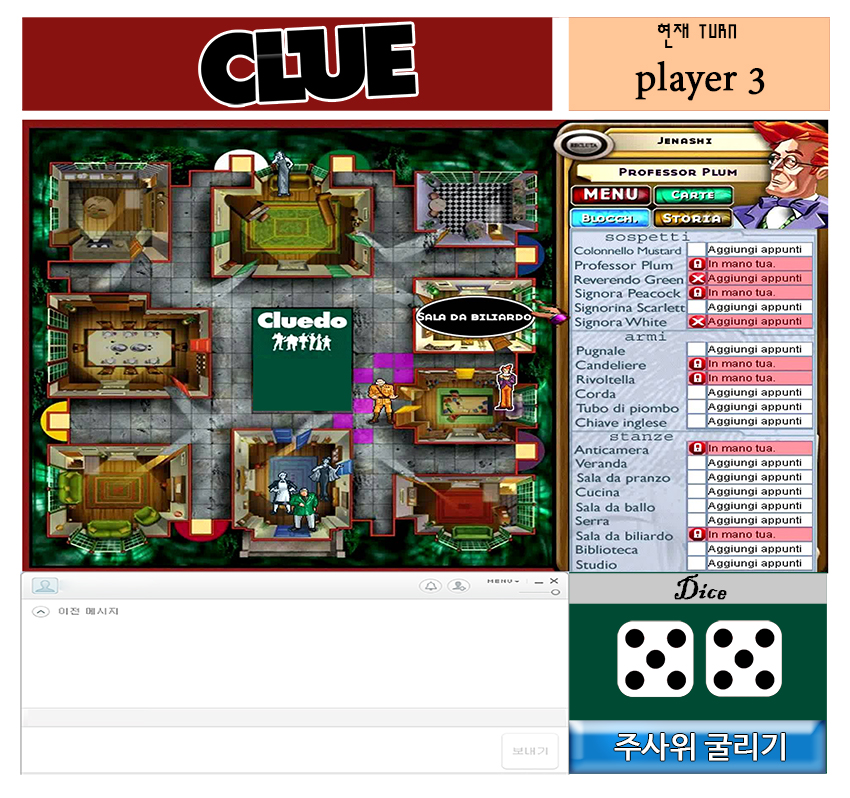 CLUE
현재 TURN
player 3
RECLUTA
JENASHI
PROFESSOR PLUM
MENU
CARTE
BLOCCH.
STORIA
sospetti
Colonnello Mustard Aggiungi appunti
Professor Plum In mano tua.
Reverendo Green Aggiungi appunti
Signora Peacock In mano tua.
Signorina Scarlett Aggiungi appunti
Signora White Aggiungi appunti
armi
Pugnale Aggiungi appunti
Candeliere In mano tua.
Rivoltella In mano tua.
Corda Aggiungi appunti
Tubo di piombo Aggiungi appunti
Chiave inglese Aggiungi appunti
stanze
Anticamera In mano tua.
Veranda Aggiungi appunti
Sala da pranzo Aggiungi appunti
Cucina Aggiungi appunti
Sala da ballo Aggiungi appunti
Serra Aggiungi appunti
Sala da biliardo In mano tua.
Biblioteca Aggiungi appunti
Studio Aggiungi appunti
SALA DA BILIARDO
Cluedo
MENU
이전 메시지
보내기
Dice
주사위 굴리기